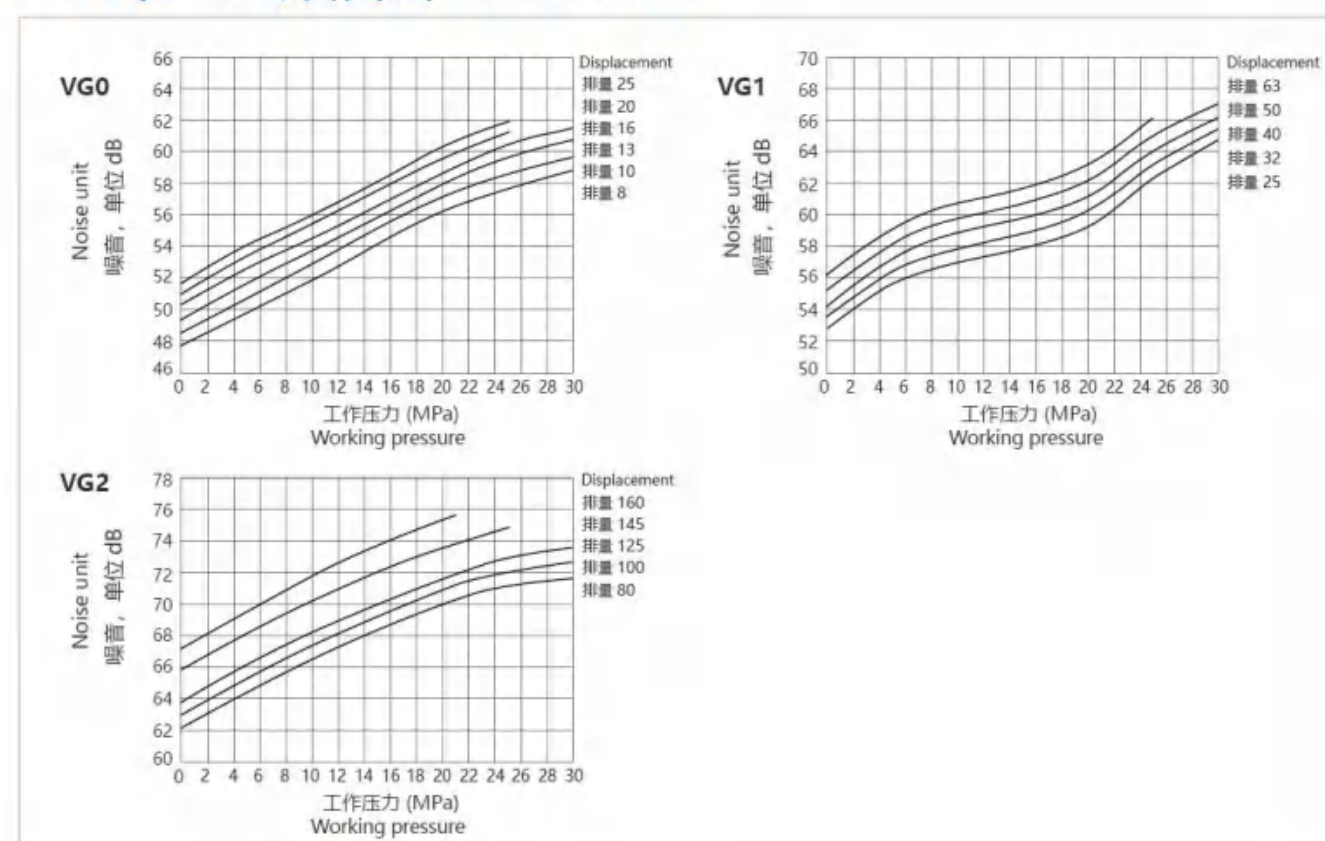 VG0
Noise unit
噪音，单位 dB
66
64
62
60
58
56
54
52
50
48
46
0 2 4 6 8 10 12 14 16 18 20 22 24 26 28 30
工作压力 (MPa)
Working pressure
Displacement
排量 25
排量 20
排量 16
排量 13
排量 10
排量 8
VG1
Noise unit
噪音，单位 dB
70
68
66
64
62
60
58
56
54
52
50
0 2 4 6 8 10 12 14 16 18 20 22 24 26 28 30
工作压力 (MPa)
Working pressure
Displacement
排量 63
排量 50
排量 40
排量 32
排量 25
VG2
Noise unit
噪音，单位 dB
78
76
74
72
70
68
66
64
62
60
0 2 4 6 8 10 12 14 16 18 20 22 24 26 28 30
工作压力 (MPa)
Working pressure
Displacement
排量 160
排量 145
排量 125
排量 100
排量 80